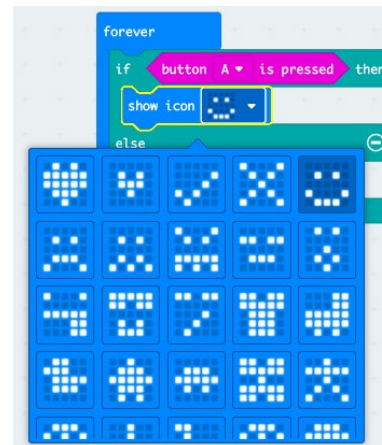 forever
if button A is pressed then
show icon
else